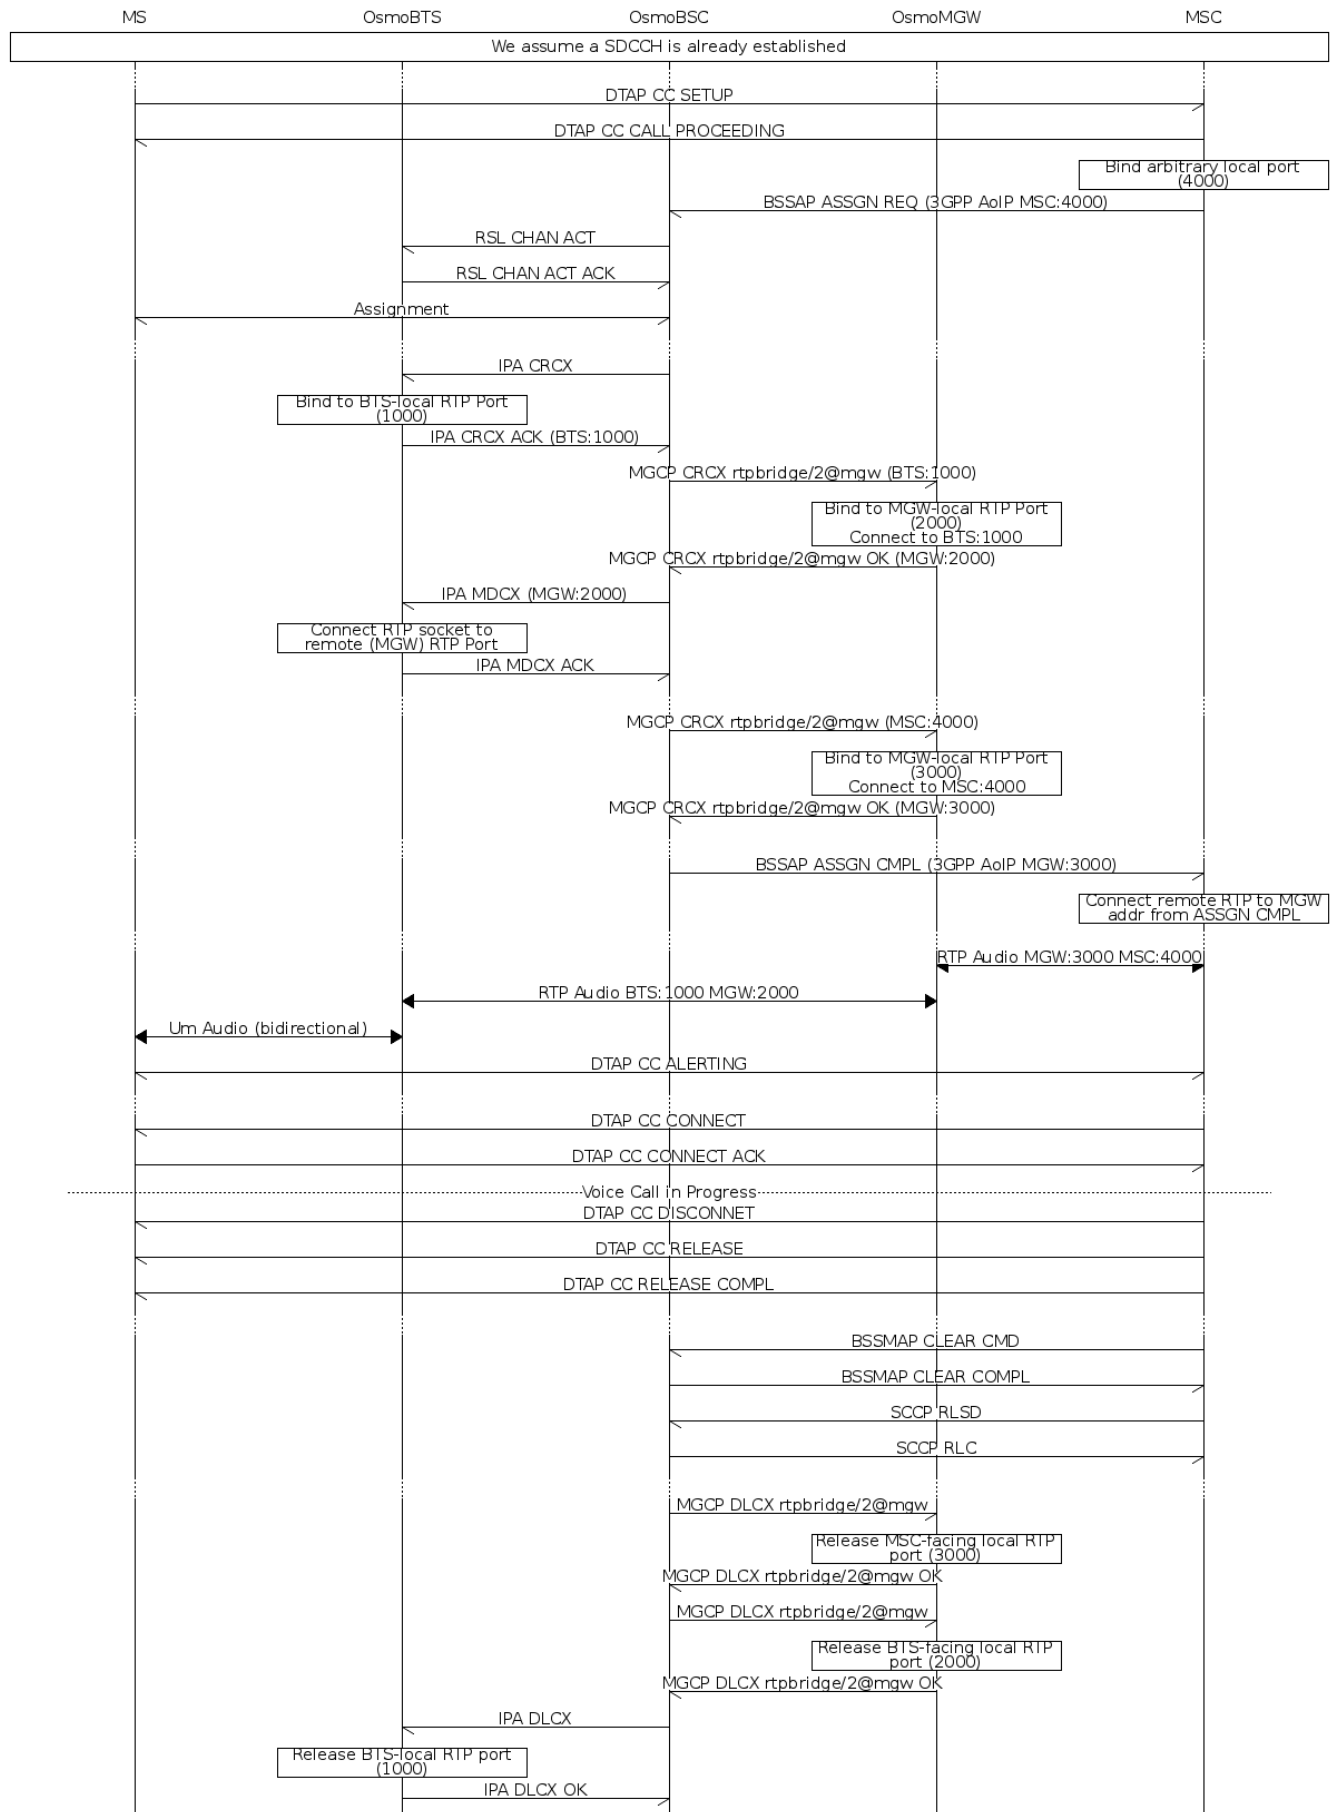 MS OsmoBTS OsmoBSC OsmoMGW MSC
We assume a SDCCH is already established
DTAP CC SETUP
DTAP CC CALL PROCEEDING
Bind arbitrary local port
(4000)
BSSAP ASSGN REQ (3GPP AoIP MSC:4000)
RSL CHAN ACT
RSL CHAN ACT ACK
Assignment
IPA CRCX
Bind to BTS-local RTP Port
(1000)
IPA CRCX ACK (BTS:1000)
MGCP CRCX rtpbridge/2@mgw (BTS:1000)
Bind to MGW-local RTP Port
(2000)
Connect to BTS:1000
MGCP CRCX rtpbridge/2@mgw OK (MGW:2000)
IPA MDCX (MGW:2000)
Connect RTP socket to
remote (MGW) RTP Port
IPA MDCX ACK
MGCP CRCX rtpbridge/2@mgw (MSC:4000)
Bind to MGW-local RTP Port
(3000)
Connect to MSC:4000
MGCP CRCX rtpbridge/2@mgw OK (MGW:3000)
BSSAP ASSGN CMPL (3GPP AoIP MGW:3000)
Connect remote RTP to MGW
addr from ASSGN CMPL
RTP Audio MGW:3000 MSC:4000
RTP Audio BTS:1000 MGW:2000
Um Audio (bidirectional)
DTAP CC ALERTING
DTAP CC CONNECT
DTAP CC CONNECT ACK
Voice Call in Progress
DTAP CC DISCONNET
DTAP CC RELEASE
DTAP CC RELEASE COMPL
BSSMAP CLEAR CMD
BSSMAP CLEAR COMPL
SCCP RLSD
SCCP RLC
MGCP DLCX rtpbridge/2@mgw
Release MSC-facing local RTP
port (3000)
MGCP DLCX rtpbridge/2@mgw OK
MGCP DLCX rtpbridge/2@mgw
Release BTS-facing local RTP
port (2000)
MGCP DLCX rtpbridge/2@mgw OK
IPA DLCX
Release BTS-local RTP port
(1000)
IPA DLCX OK